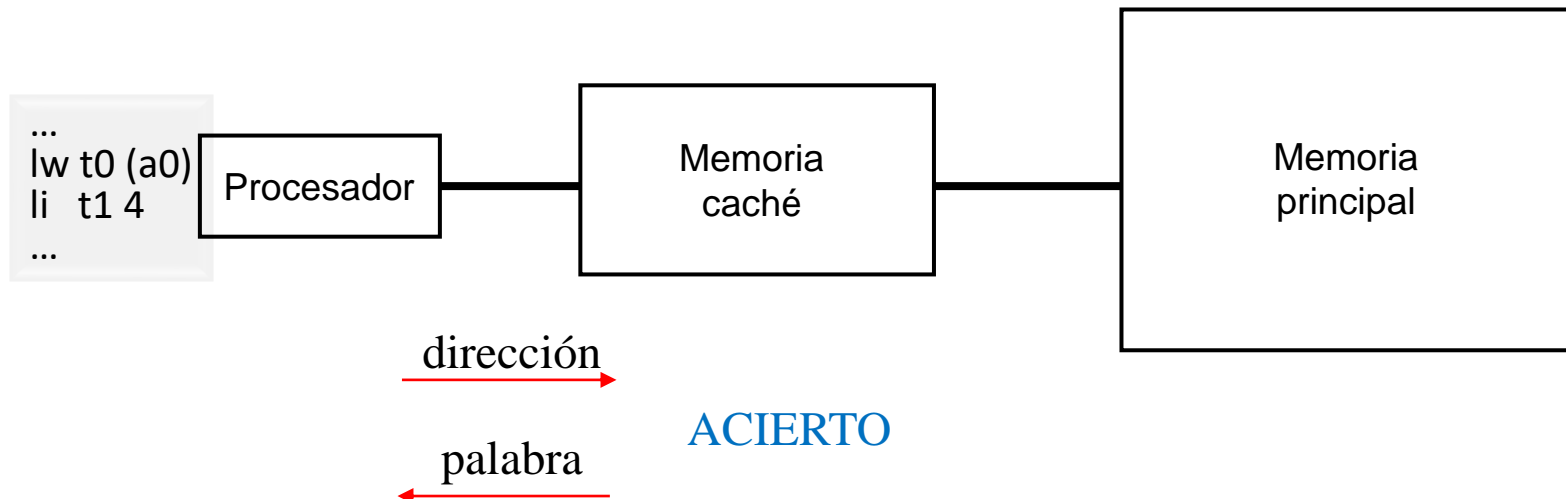 ...
lw t0 (a0)
li t1 4
...
Procesador
Memoria
caché
Memoria
principal
dirección
ACIERTO
palabra